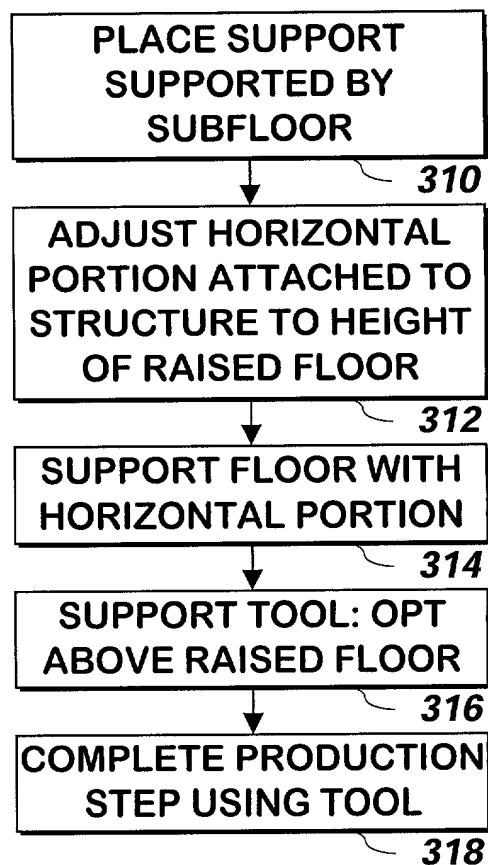 PLACE SUPPORT
SUPPORTED BY
SUBFLOOR
310
ADJUST HORIZONTAL
PORTION ATTACHED TO
STRUCTURE TO HEIGHT
OF RAISED FLOOR
312
SUPPORT FLOOR WITH
HORIZONTAL PORTION
314
SUPPORT TOOL: OPT
ABOVE RAISED FLOOR
316
COMPLETE PRODUCTION
STEP USING TOOL
318